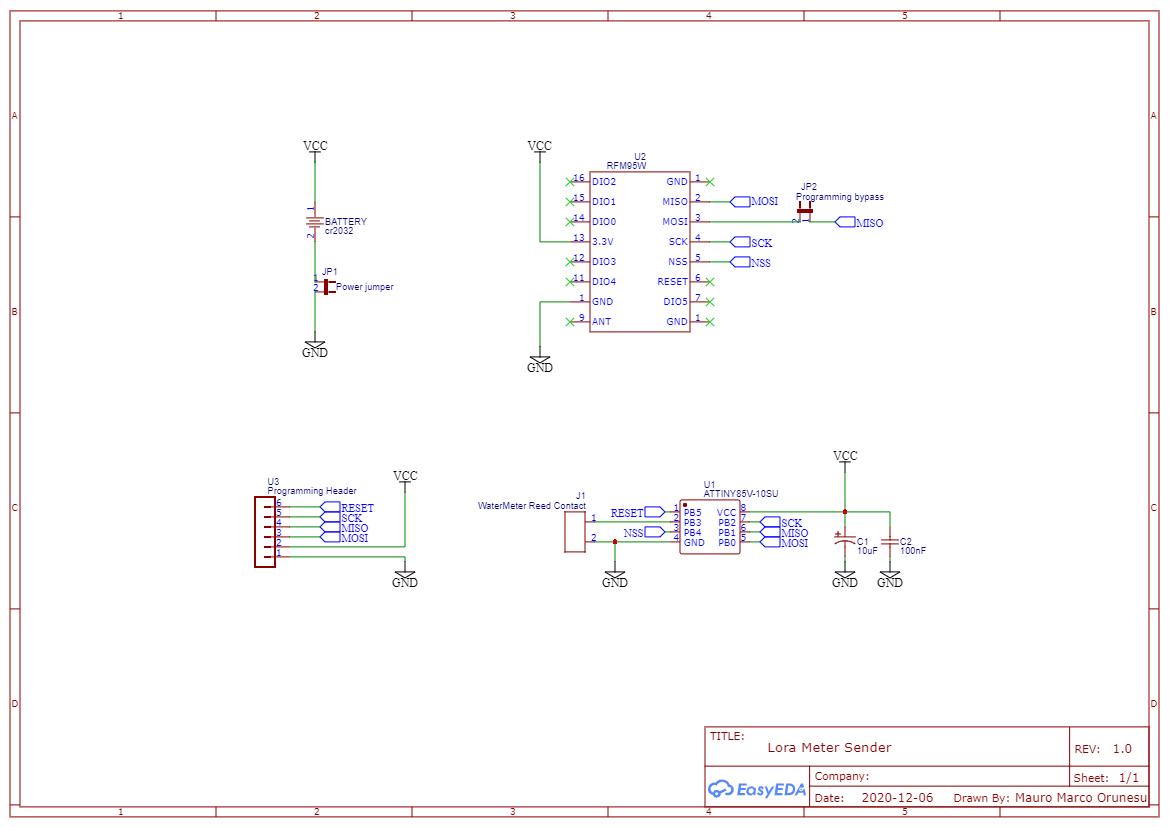 1 2 3 4 5
A A
B B
C C
D D
VCC
1
BATTERY
cr2032
2
JP1
1
2
Power jumper
GND
VCC
U2
RFM95W
16 DIO2 GND 1
15 DIO1 MISO 2 MOSI
14 DIO0 MOSI 3
13 3.3V SCK 4 SCK
12 DIO3 NSS 5 NSS
11 DIO4 RESET 6
1 GND DIO5 7
9 ANT GND 1
GND
JP2
Programming bypass
2 1
MISO
U3
Programming Header
6 RESET
5 SCK
4 MISO
3 MOSI
2
1
VCC
GND
J1
WaterMeter Reed Contact
1
2
GND
U1
ATTINY85V-10SU
RESET 1 PB5 VCC 8
2 PB3 PB2 7 SCK
NSS 3 PB4 PB1 6 MISO
4 GND PB0 5 MOSI
VCC
+
C1
10uF
C2
100nF
GND GND
TITLE:
Lora Meter Sender
REV: 1.0
EasyEDA
Company:
Sheet: 1/1
Date: 2020-12-06 Drawn By: Mauro Marco Orunesu
1 2 3 4 5